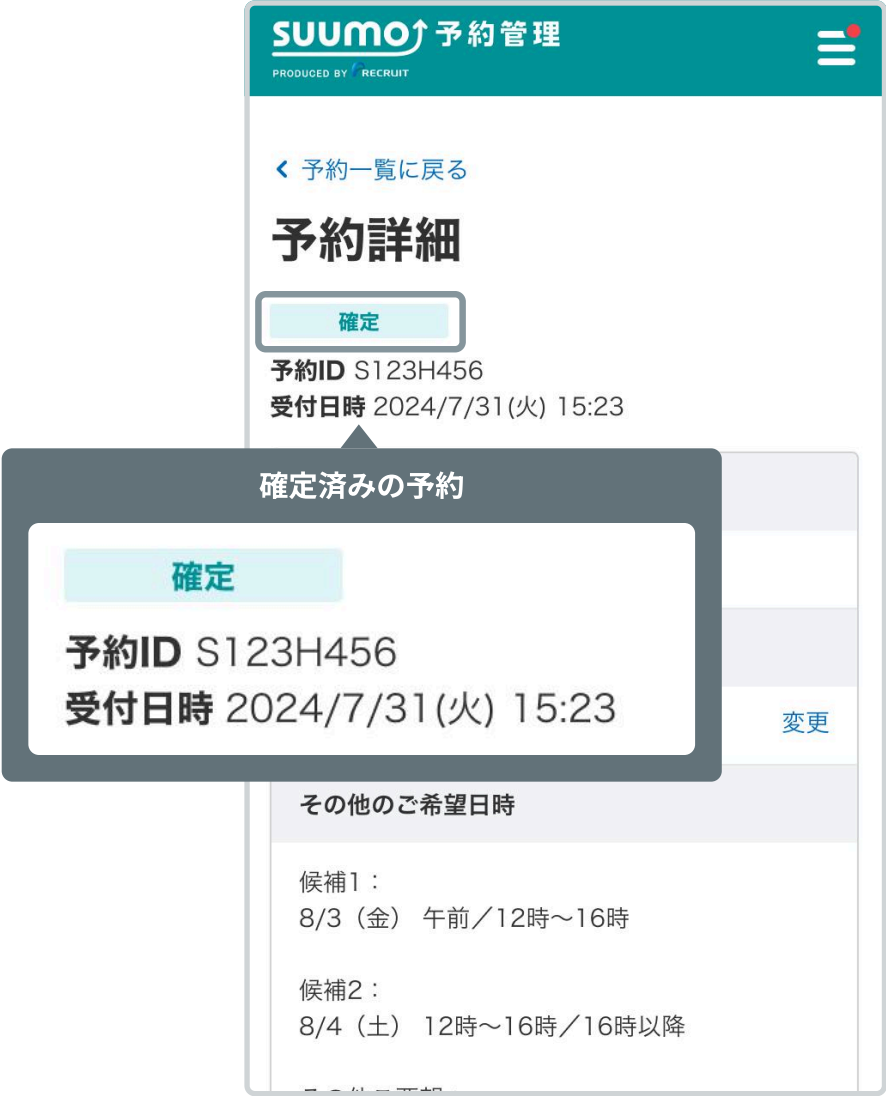 SUUMO 予約管理
PRODUCED BY RECRUIT
予約一覧に戻る
予約詳細
確定
予約ID S123H456
受付日時 2024/7/31(火) 15:23
確定済みの予約
確定
予約ID S123H456
受付日時 2024/7/31(火) 15:23
変更
その他のご希望日時
候補1：
8/3（金） 午前／12時～16時
候補2：
8/4（土） 12時～16時／16時以降